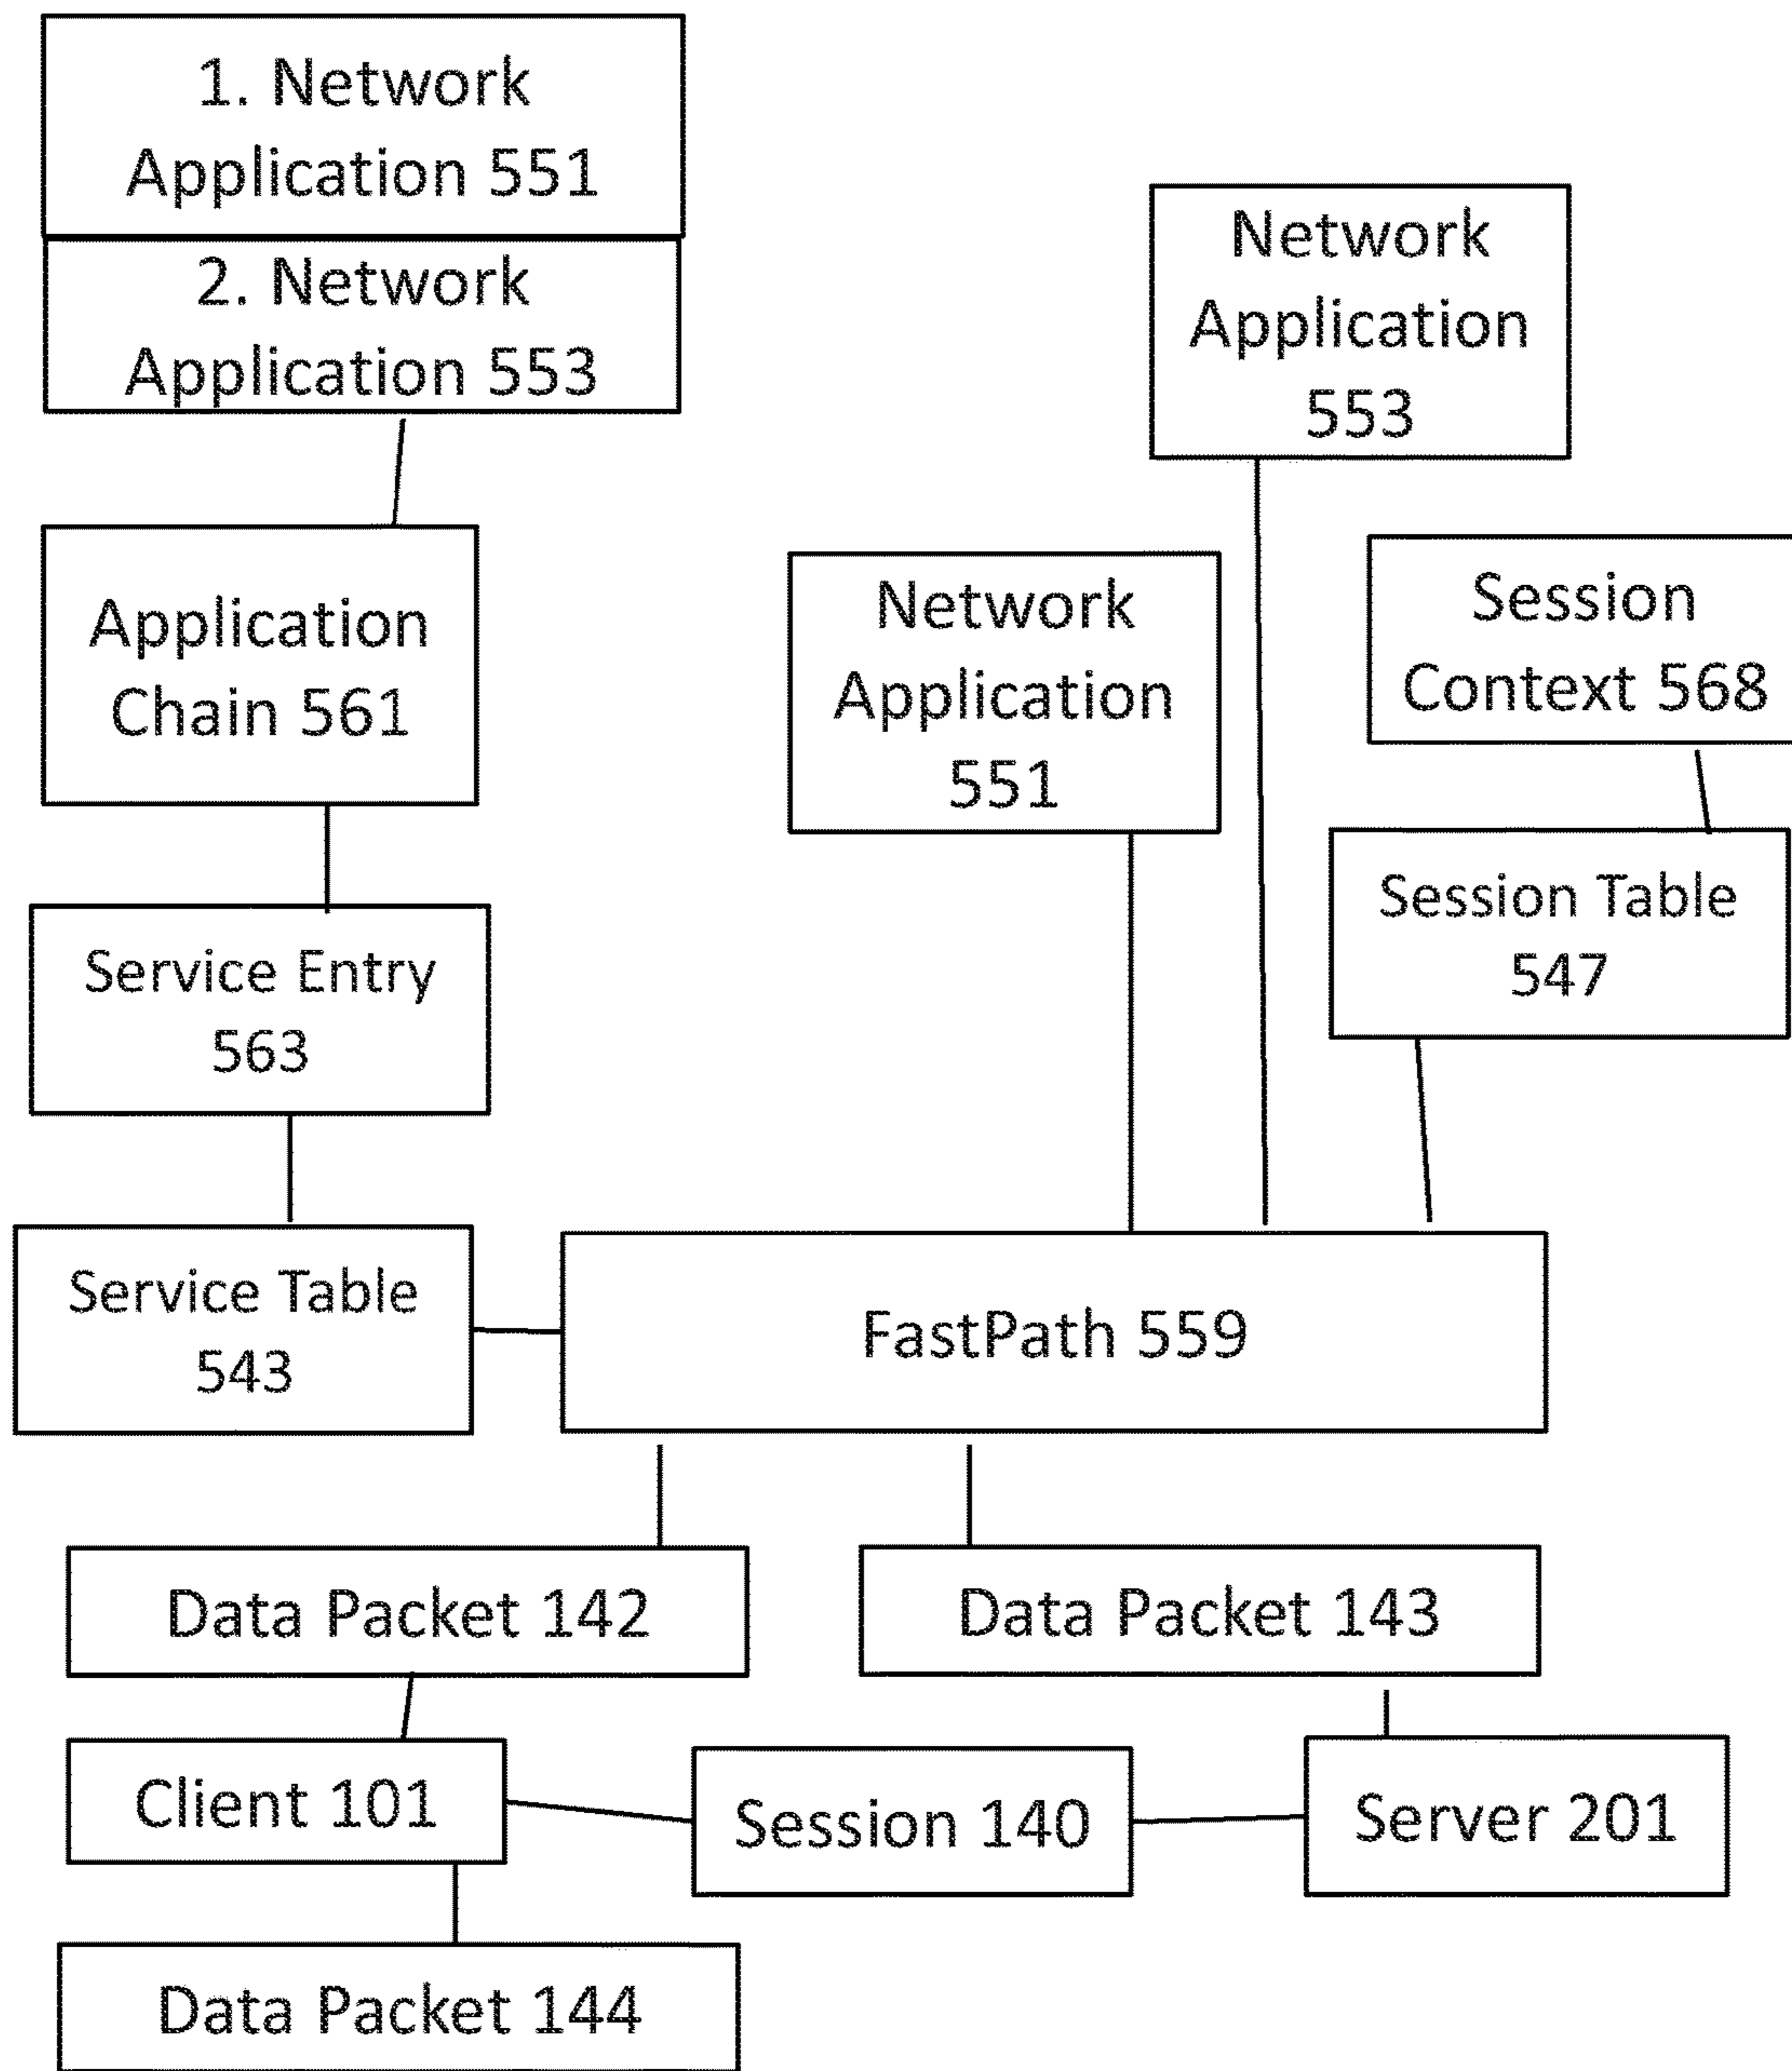 1. Network
Application 551
2. Network
Application 553
Network
Application
553
Application
Chain 561
Network
Application
551
Session
Context 568
Session Table
547
Service Entry
563
Service Table
543
FastPath 559
Data Packet 142
Data Packet 143
Client 101
Session 140
Server 201
Data Packet 144